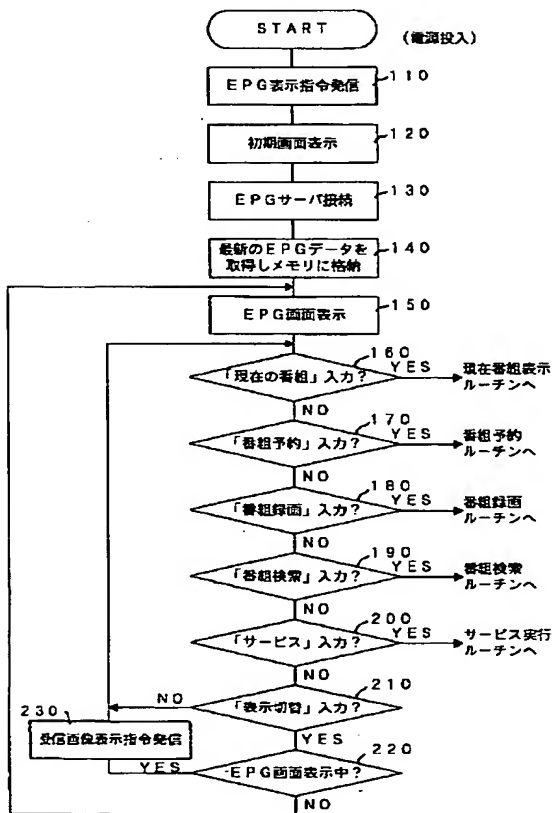 START
(電源投入)
110
EPG表示指令発信
120
初期画面表示
130
EPGサーバ接続
140
最新のEPGデータを
取得しメモリに格納
150
EPG画面表示
160
「現在の番組」入力?
YES
現在番組表示
ルーチンへ
NO
170
「番組予約」入力?
YES
番組予約
ルーチンへ
NO
180
「番組録画」入力?
YES
番組録画
ルーチンへ
NO
190
「番組検索」入力?
YES
番組検索
ルーチンへ
NO
200
「サービス」入力?
YES
サービス実行
ルーチンへ
NO
210
NO
「表示切替」入力?
230
受信画像表示指令発信
YES
220
YES
EPG画面表示中?
NO